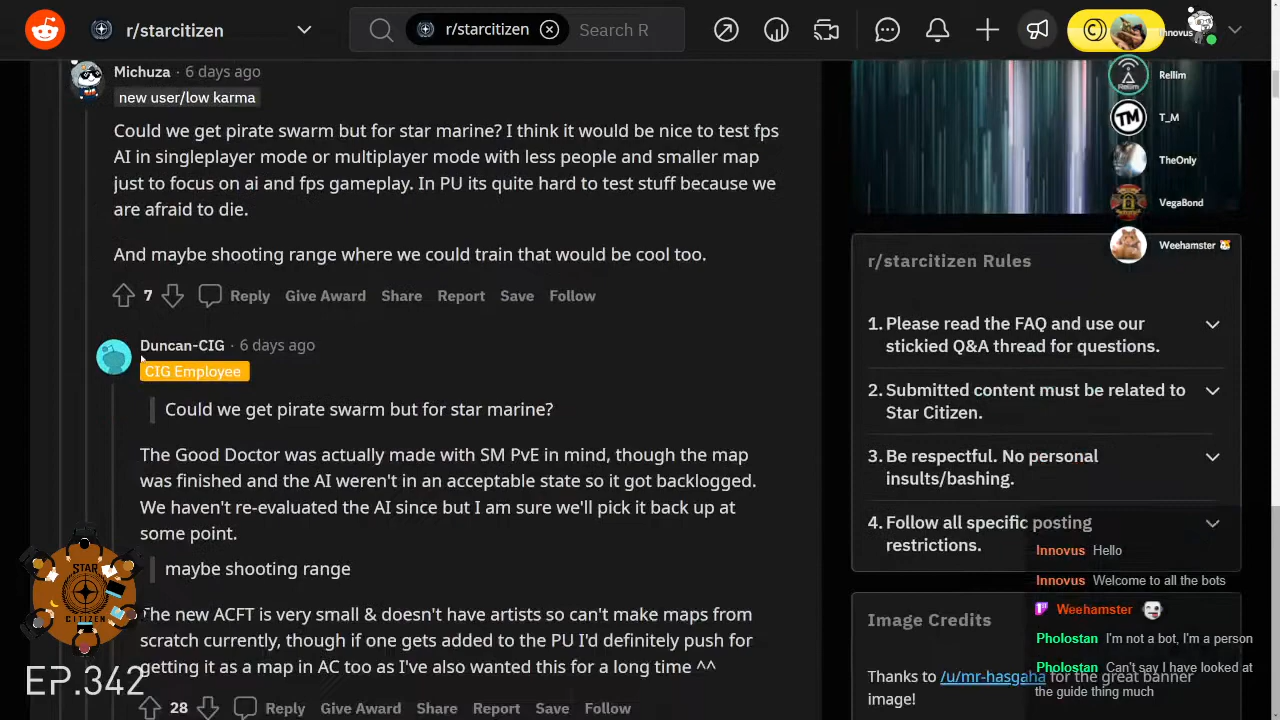 r/starcitizen
r/starcitizen
Search R
Innovus
Michuza · 6 days ago
new user/low karma
Could we get pirate swarm but for star marine? I think it would be nice to test fps
AI in singleplayer mode or multiplayer mode with less people and smaller map
just to focus on ai and fps gameplay. In PU its quite hard to test stuff because we
are afraid to die.
And maybe shooting range where we could train that would be cool too.
7
Reply
Give Award
Share
Report
Save
Follow
Duncan-CIG · 6 days ago
CIG Employee
Could we get pirate swarm but for star marine?
The Good Doctor was actually made with SM PvE in mind, though the map
was finished and the AI weren't in an acceptable state so it got backlogged.
We haven't re-evaluated the AI since but I am sure we'll pick it back up at
some point.
maybe shooting range
The new ACFT is very small & doesn't have artists so can't make maps from
scratch currently, though if one gets added to the PU I'd definitely push for
getting it as a map in AC too as I've also wanted this for a long time ^^
28
Reply
Give Award
Share
Report
Save
Follow
STAR
CITIZEN
EP.342
Rellim
Rellim
TM
T_M
TheOnly
VegaBond
Weehamster
r/starcitizen Rules
1. Please read the FAQ and use our
stickied Q&A thread for questions.
2. Submitted content must be related to
Star Citizen.
3. Be respectful. No personal
insults/bashing.
4. Follow all specific posting
restrictions.
Innovus Hello
Innovus Welcome to all the bots
Weehamster
Pholostan I'm not a bot, I'm a person
Pholostan Can't say I have looked at
the guide thing much
Image Credits
Thanks to /u/mr-hasgaha for the great banner
image!